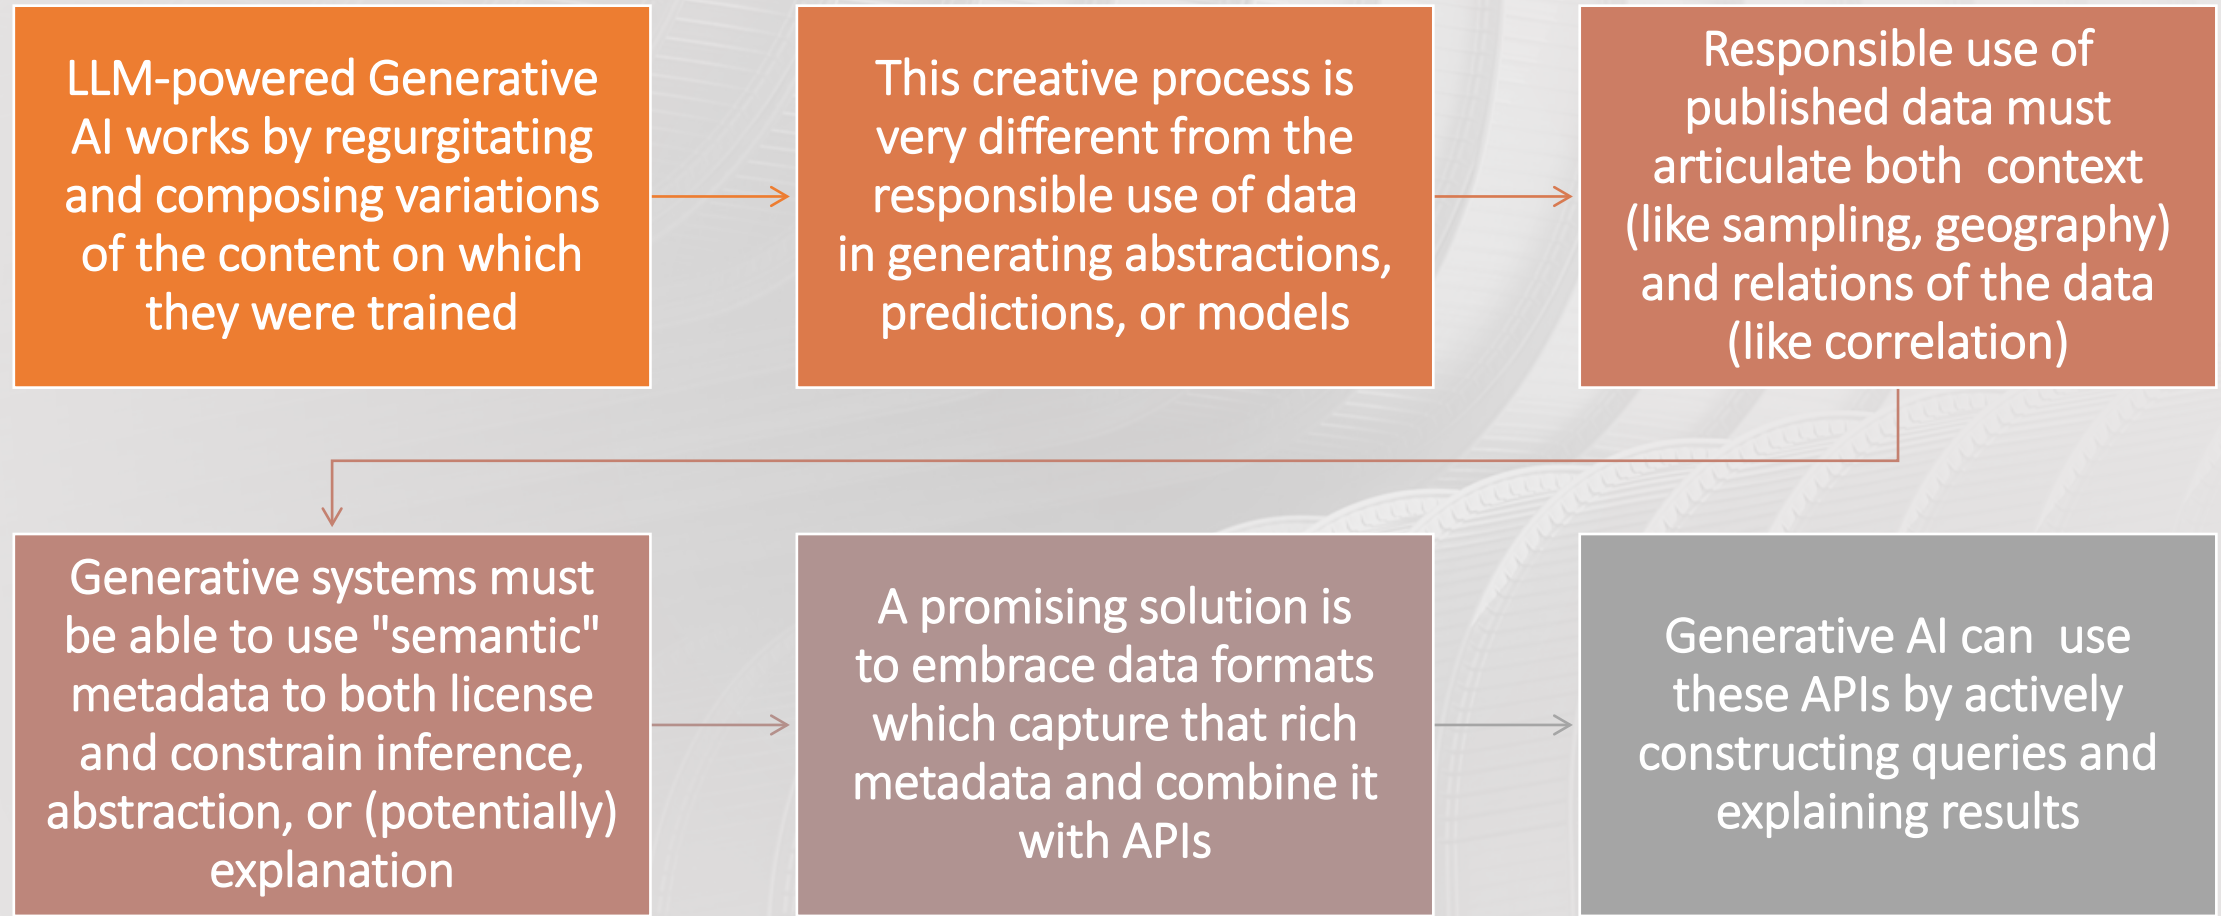 LLM-powered Generative
AI works by regurgitating
and composing variations
of the content on which
they were trained
This creative process is
very different from the
responsible use of data
in generating abstractions,
predictions, or models
Responsible use of
published data must
articulate both  context
(like sampling, geography)
and relations of the data
(like correlation)
Generative systems must
be able to use "semantic"
metadata to both license
and constrain inference,
abstraction, or (potentially)
explanation
A promising solution is
to embrace data formats
which capture that rich
metadata and combine it
with APIs
Generative AI can  use
these APIs by actively
constructing queries and
explaining results